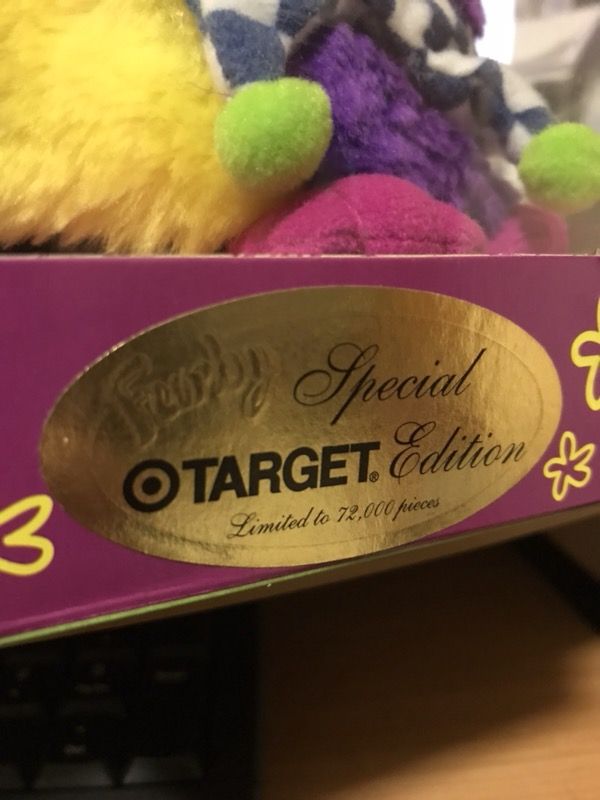 Furby Special
TARGET® Edition
Limited to 72,000 pieces